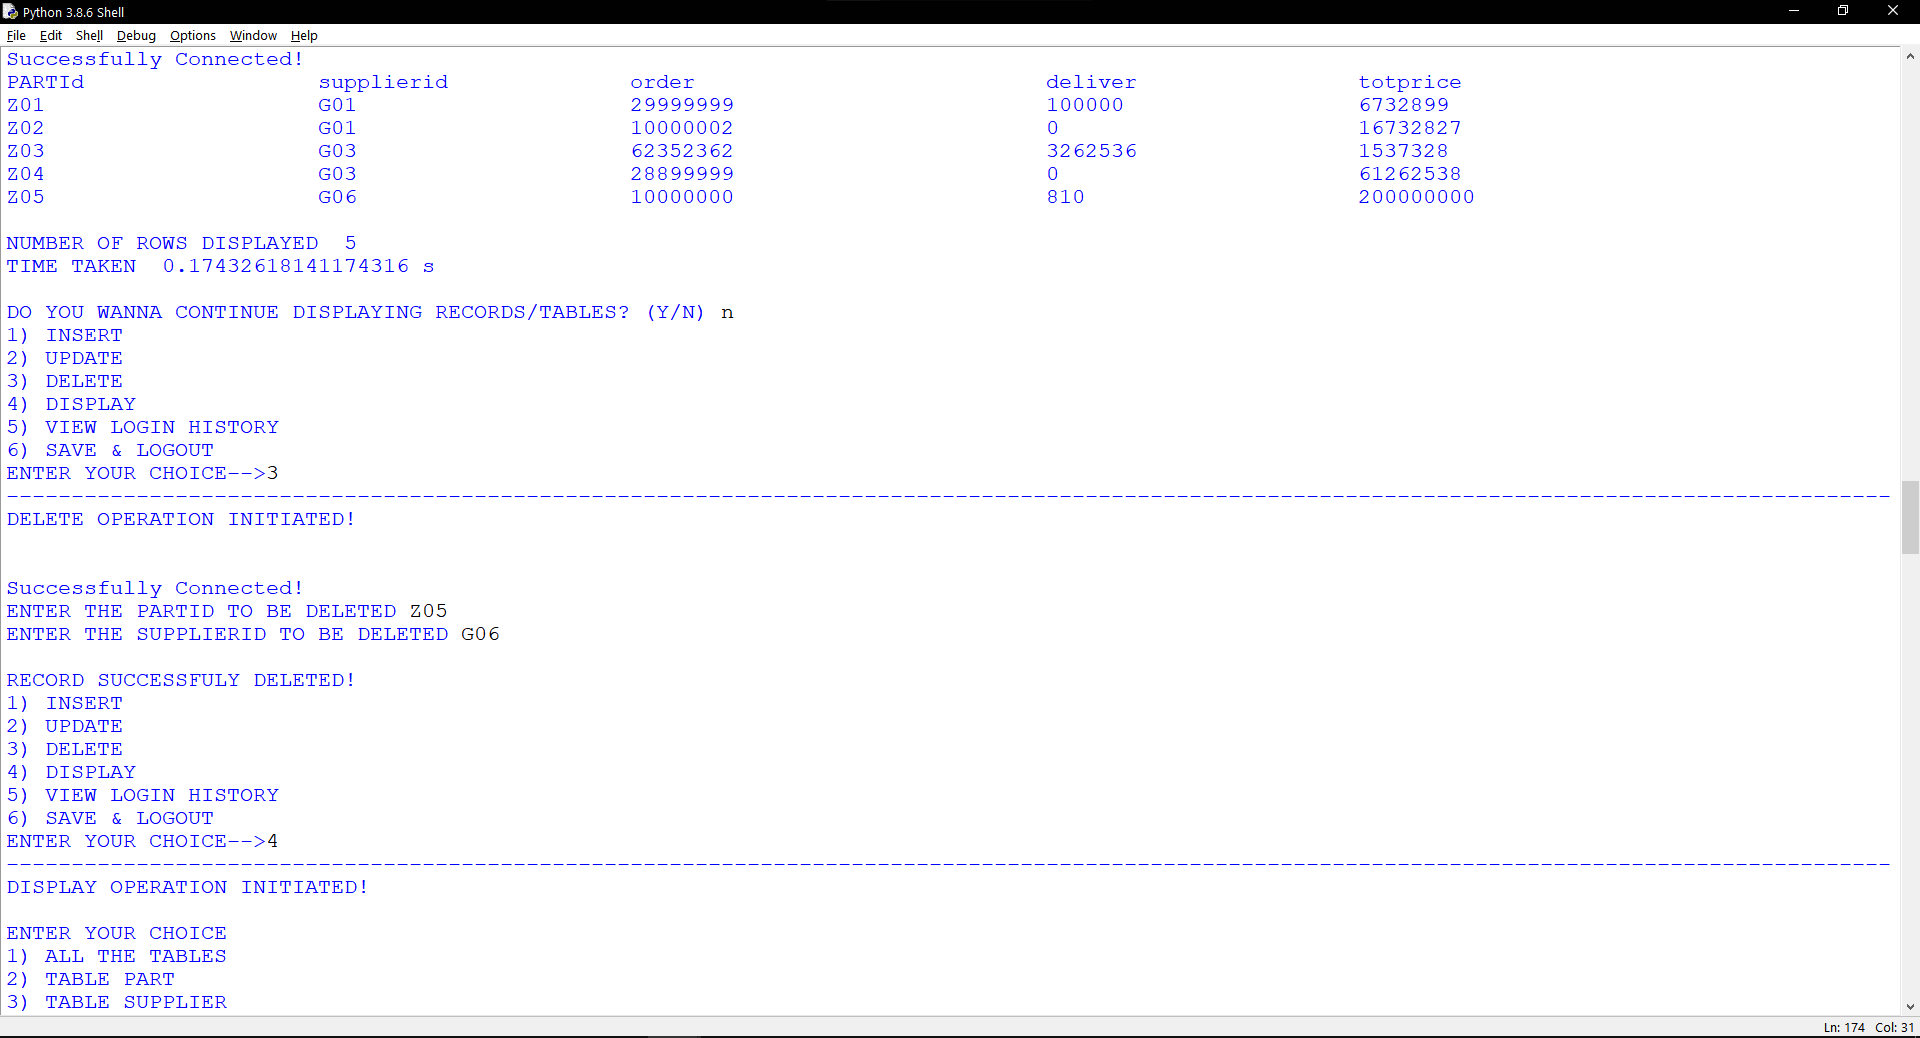 Python 3.8.6 Shell
File Edit Shell Debug Options Window Help
Successfully Connected!
PARTId supplierid order deliver totprice
Z01 G01 29999999 100000 6732899
Z02 G01 10000002 0 16732827
Z03 G03 62352362 3262536 1537328
Z04 G03 28899999 0 61262538
Z05 G06 10000000 810 200000000
NUMBER OF ROWS DISPLAYED 5
TIME TAKEN 0.17432618141174316 s
DO YOU WANNA CONTINUE DISPLAYING RECORDS/TABLES? (Y/N) n
1) INSERT
2) UPDATE
3) DELETE
4) DISPLAY
5) VIEW LOGIN HISTORY
6) SAVE & LOGOUT
ENTER YOUR CHOICE-->3
-------------------------------------------------------------------------------------------------------------------------------------------------
DELETE OPERATION INITIATED!
Successfully Connected!
ENTER THE PARTID TO BE DELETED Z05
ENTER THE SUPPLIERID TO BE DELETED G06
RECORD SUCCESSFULY DELETED!
1) INSERT
2) UPDATE
3) DELETE
4) DISPLAY
5) VIEW LOGIN HISTORY
6) SAVE & LOGOUT
ENTER YOUR CHOICE-->4
-------------------------------------------------------------------------------------------------------------------------------------------------
DISPLAY OPERATION INITIATED!
ENTER YOUR CHOICE
1) ALL THE TABLES
2) TABLE PART
3) TABLE SUPPLIER
Ln: 174 Col: 31